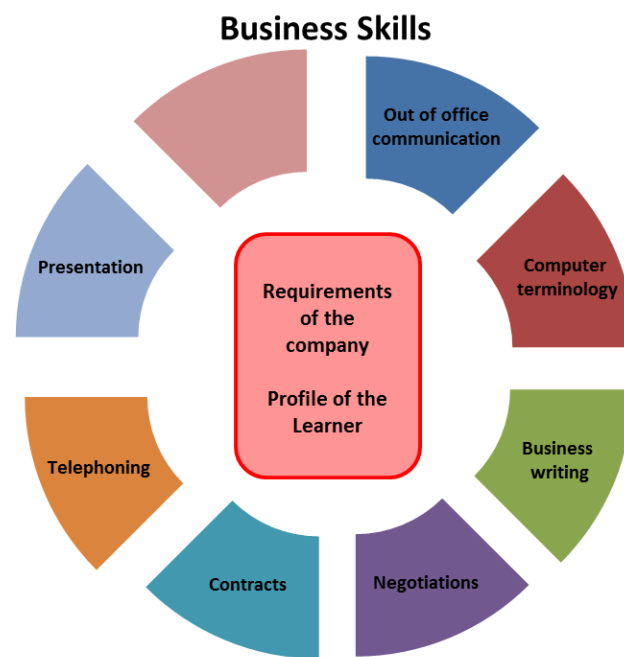 Business Skills
Out of office
communication
Computer
terminology
Business
writing
Negotiations
Contracts
Telephoning
Presentation
Requirements
of the
company
Profile of the
Learner